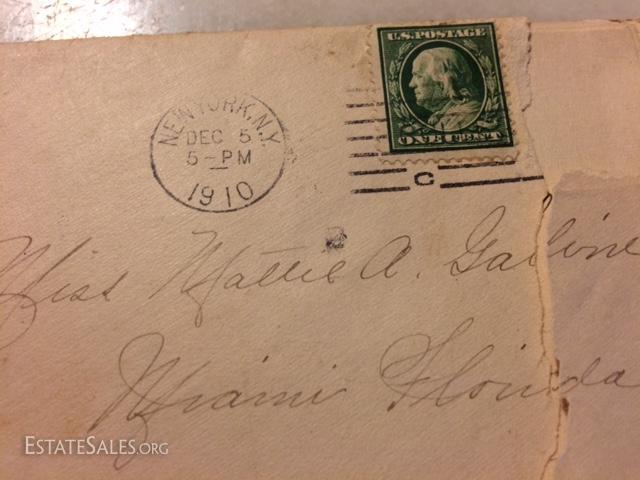 U.S. POSTAGE
ONE CENT
NEW YORK, N.Y.
DEC 5
5-PM
1910
C
Miss Mattie A.
Miami Florida
ESTATESALES.ORG